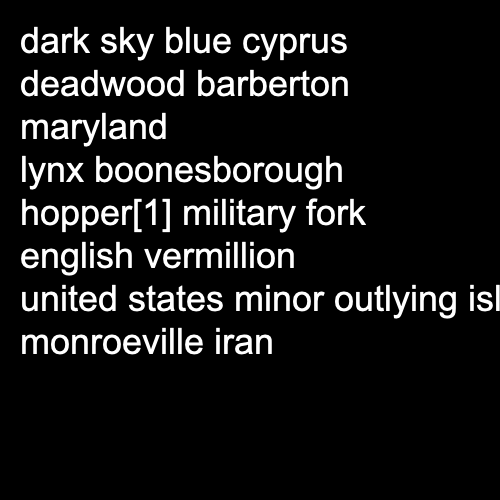 dark sky blue cyprus
deadwood barberton
maryland
lynx boonesborough
hopper[1] military fork
english vermillion
united states minor outlying
monroeville iran